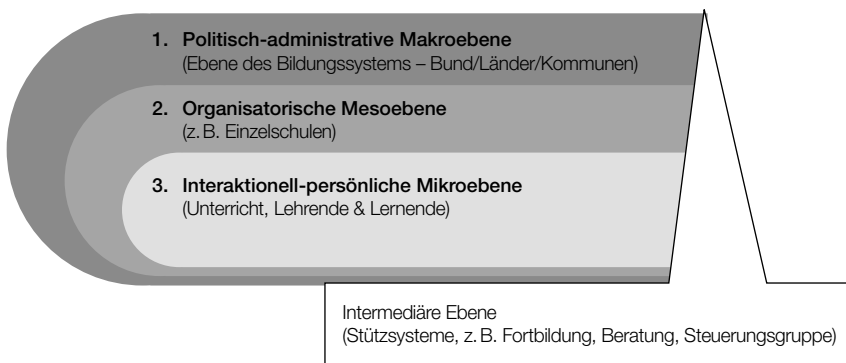 1. Politisch-administrative Makroebene
(Ebene des Bildungssystems – Bund/Länder/Kommunen)
2. Organisatorische Mesoebene
(z. B. Einzelschulen)
3. Interaktionell-persönliche Mikroebene
(Unterricht, Lehrende & Lernende)
Intermediäre Ebene
(Stützsysteme, z. B. Fortbildung, Beratung, Steuerungsgruppe)